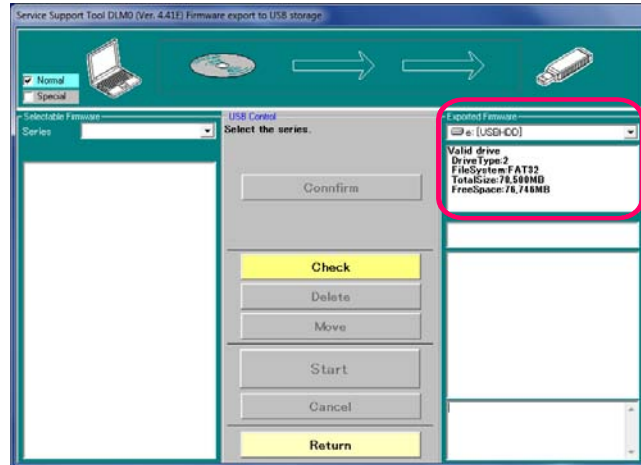 Service Support Tool DLM0 (Ver. 4.41E) Firmware export to USB storage
Normal
Special
Selectable Firmware
Series
USB Control
Select the series.
Connfirm
Check
Delete
Move
Start
Cancel
Return
Exported Firmware
e: [USBHDD]
Valid drive
DriveType:2
FileSystem:FAT32
TotalSize:78,500MB
FreeSpace:76,746MB